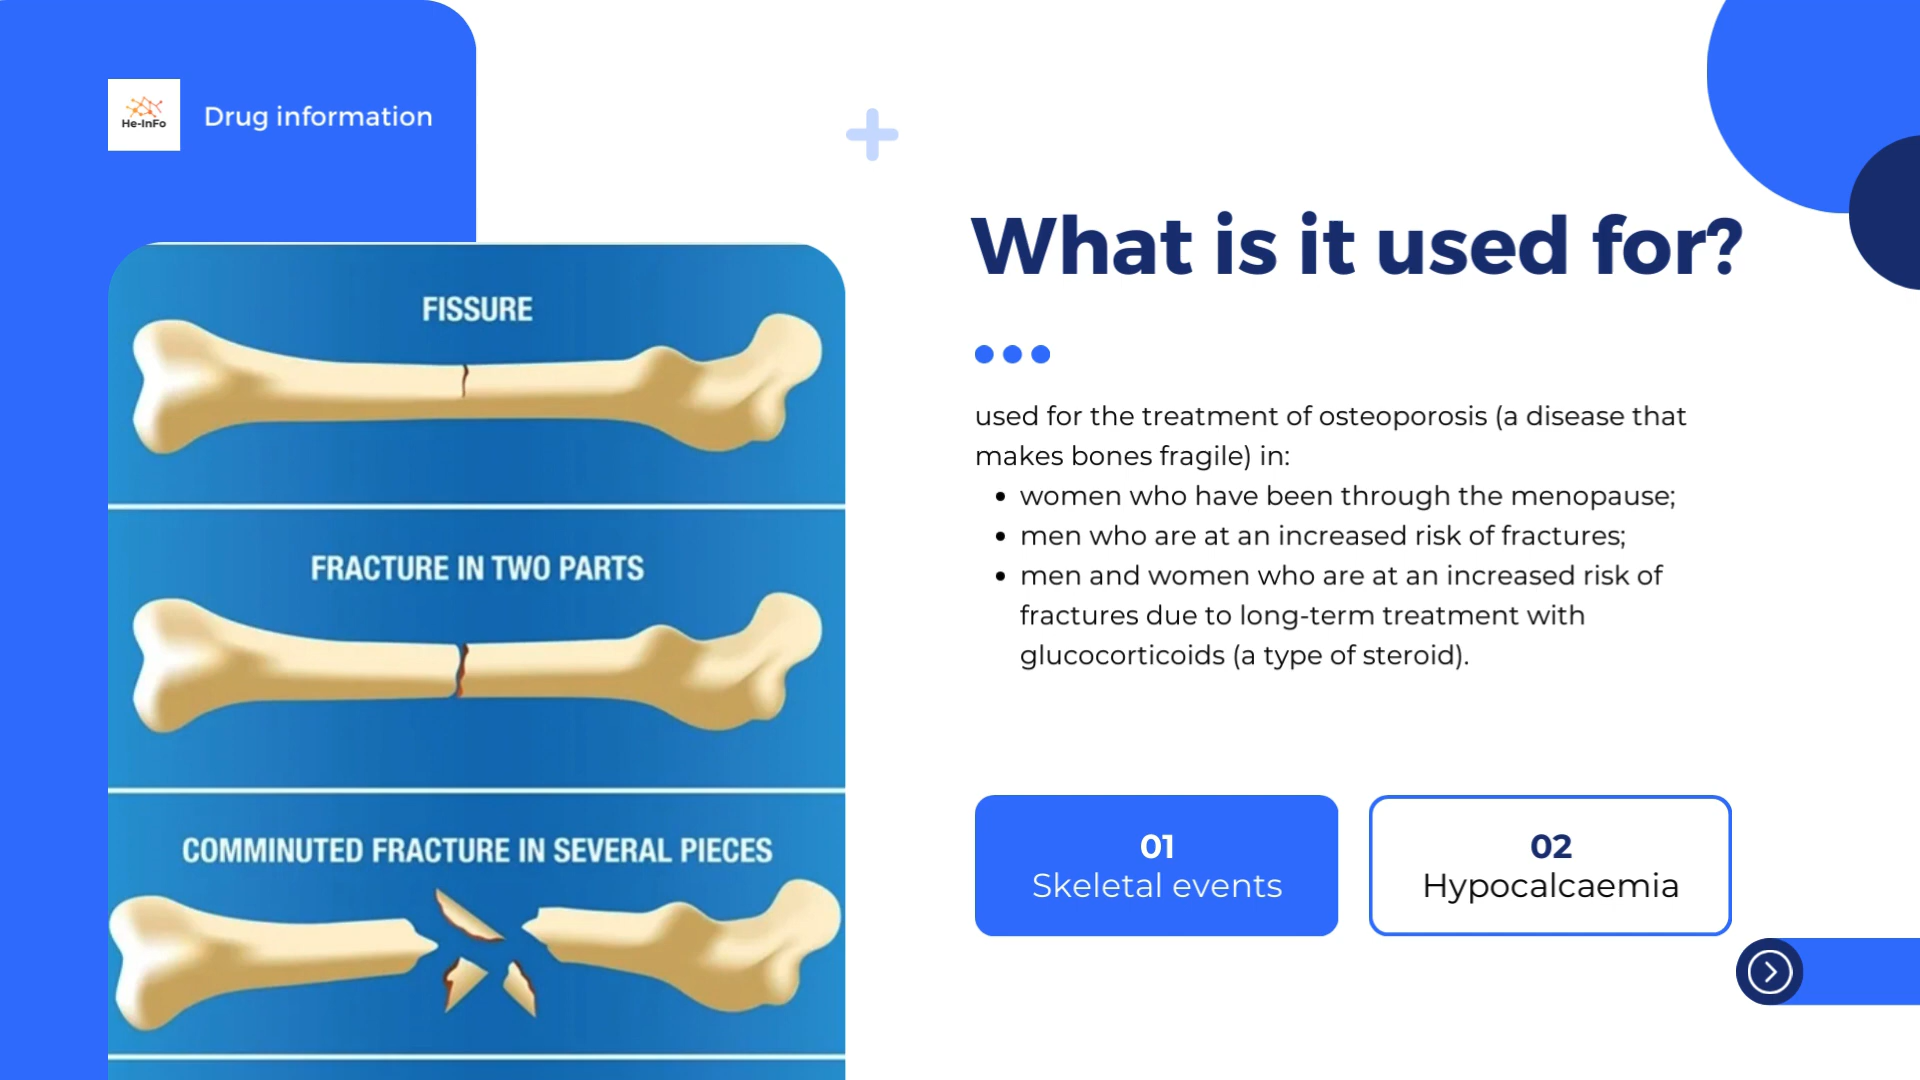 He-InFo
Drug information
What is it used for?
FISSURE
FRACTURE IN TWO PARTS
COMMINUTED FRACTURE IN SEVERAL PIECES
used for the treatment of osteoporosis (a disease that
makes bones fragile) in:
• women who have been through the menopause;
• men who are at an increased risk of fractures;
• men and women who are at an increased risk of
fractures due to long-term treatment with
glucocorticoids (a type of steroid).
01
Skeletal events
02
Hypocalcaemia